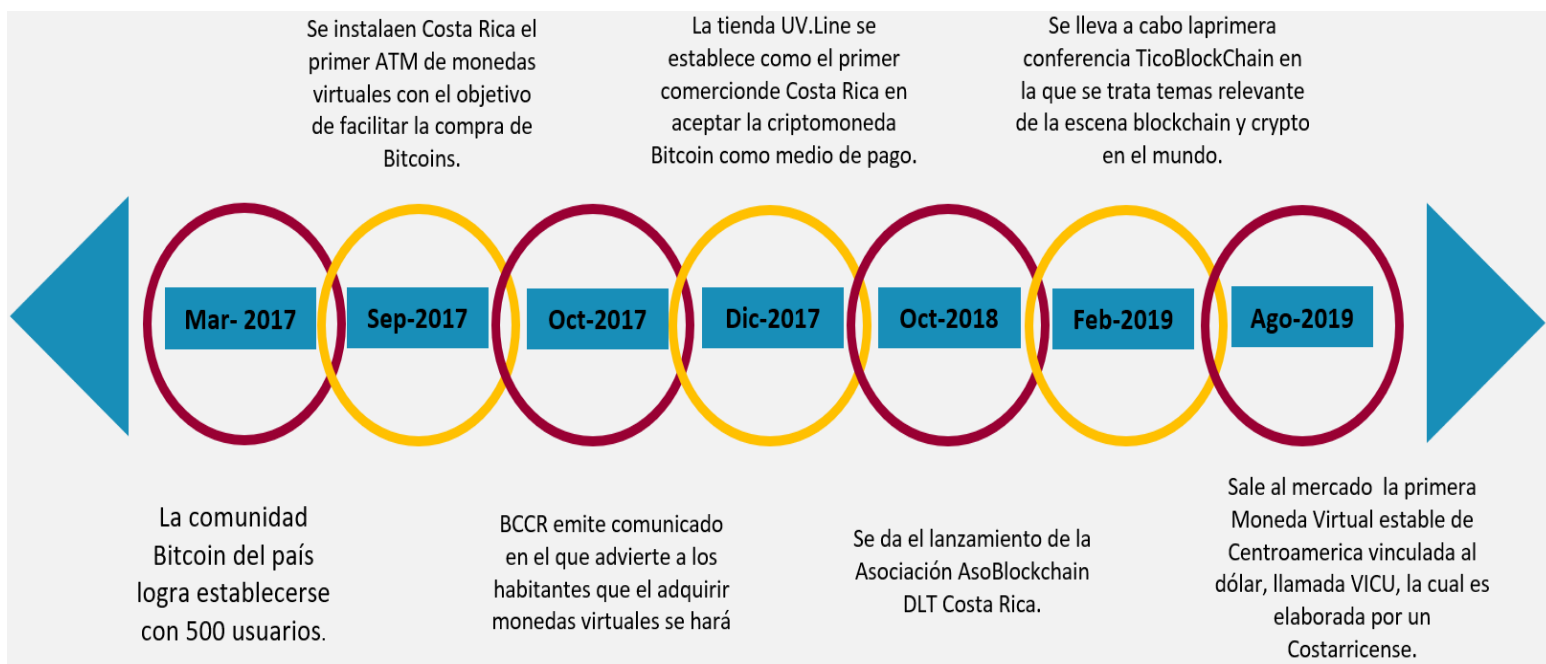 Se instalaen Costa Rica el
primer ATM de monedas
virtuales con el objetivo
de facilitar la compra de
Bitcoins.
La tienda UV.Line se
establece como el primer
comercionde Costa Rica en
aceptar la criptomoneda
Bitcoin como medio de pago.
Se lleva a cabo laprimera
conferencia TicoBlockChain en
la que se trata temas relevante
de la escena blockchain y crypto
en el mundo.
Mar- 2017
Sep-2017
Oct-2017
Dic-2017
Oct-2018
Feb-2019
Ago-2019
La comunidad
Bitcoin del país
logra establecerse
con 500 usuarios.
BCCR emite comunicado
en el que advierte a los
habitantes que el adquirir
monedas virtuales se hará
Se da el lanzamiento de la
Asociación AsoBlockchain
DLT Costa Rica.
Sale al mercado la primera
Moneda Virtual estable de
Centroamerica vinculada al
dólar, llamada VICU, la cual es
elaborada por un
Costarricense.